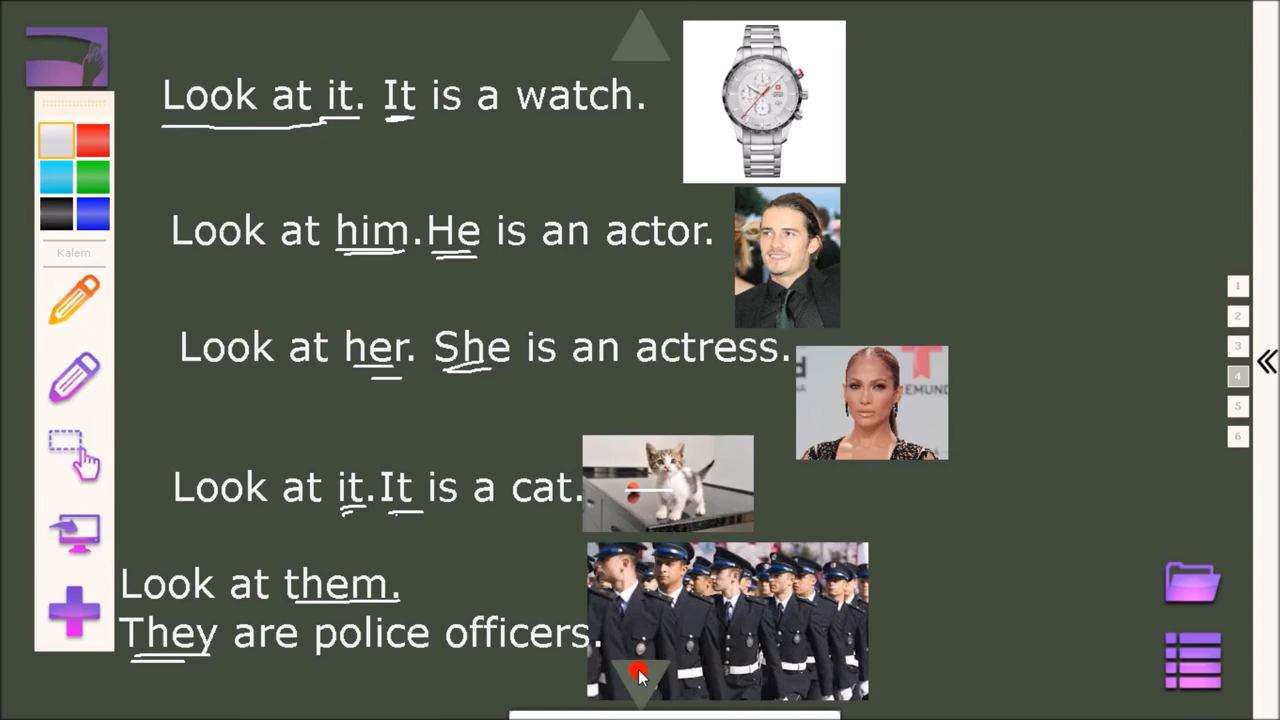 Look at it. It is a watch.
Look at him.He is an actor.
Look at her. She is an actress.
EMUND
Look at it.It is a cat.
Look at them.
They are police officers.
Kalem
1
2
3
4
5
6